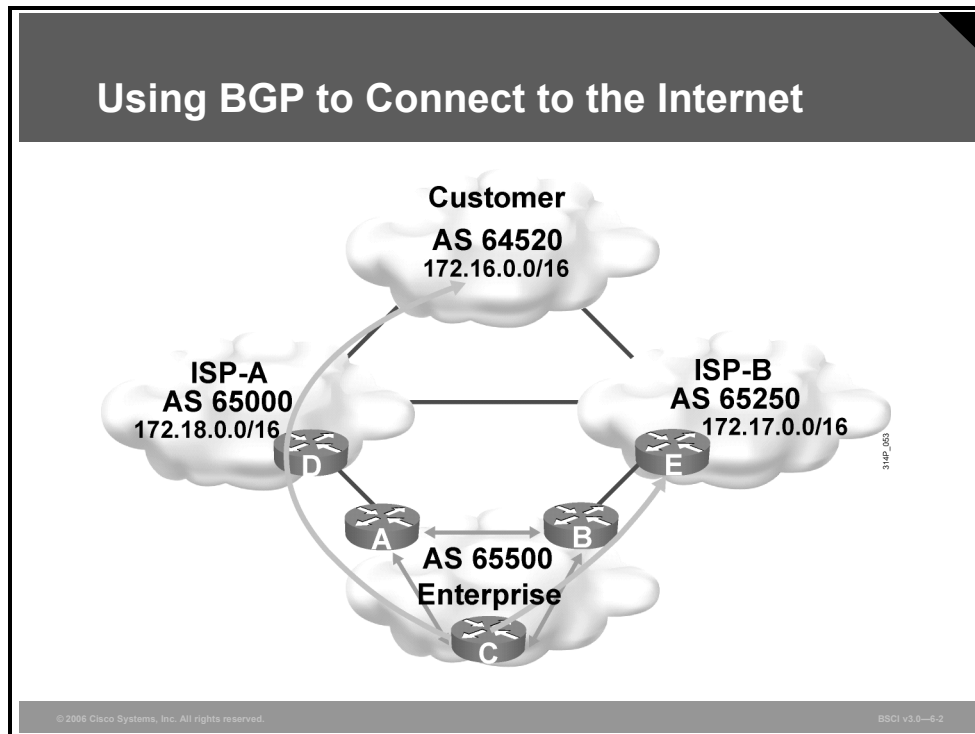 Using BGP to Connect to the Internet
Customer
AS 64520
172.16.0.0/16
ISP-A
AS 65000
172.18.0.0/16
ISP-B
AS 65250
172.17.0.0/16
314P_053
D
E
A
B
AS 65500
Enterprise
C
© 2006 Cisco Systems, Inc. All rights reserved.
BSCI v3.0—6-2